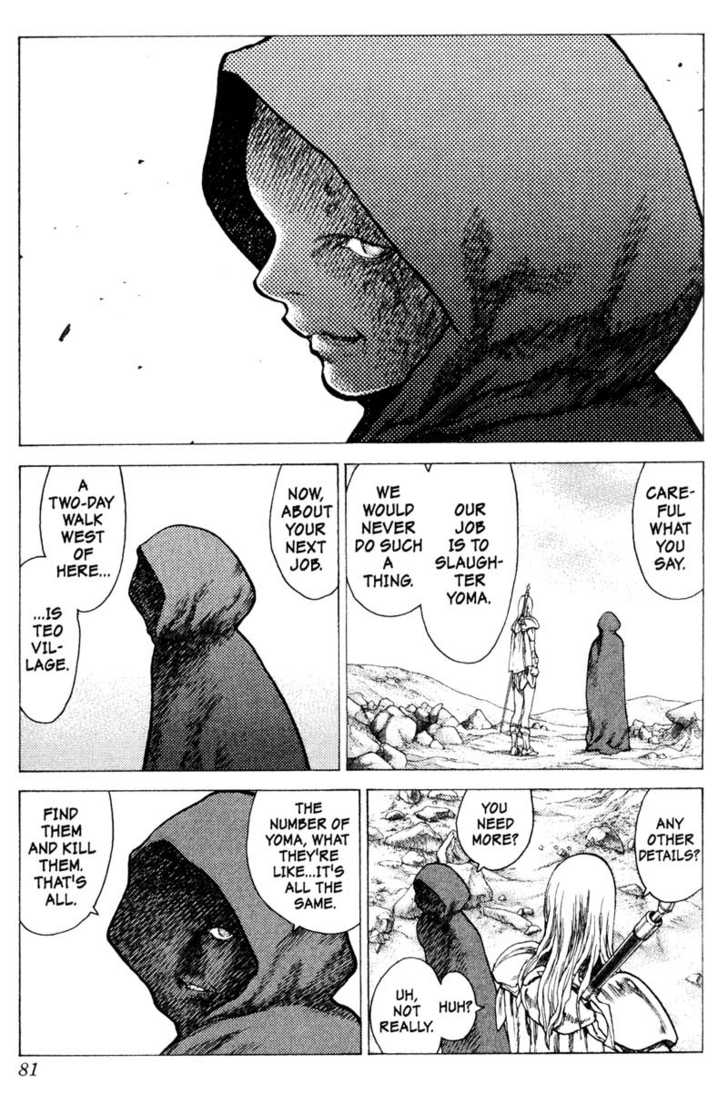 CARE-
FUL
WHAT
YOU
SAY.
OUR
JOB
IS TO
SLAUGH-
TER
YOMA.
WE
WOULD
NEVER
DO SUCH
A
THING.
NOW,
ABOUT
YOUR
NEXT
JOB.
A
TWO-DAY
WALK
WEST
OF
HERE...
...IS
TEO
VIL-
LAGE.
ANY
OTHER
DETAILS?
YOU
NEED
MORE?
HUH?
UH,
NOT
REALLY.
THE
NUMBER OF
YOMA, WHAT
THEY'RE
LIKE...IT'S
ALL THE
SAME.
FIND
THEM
AND KILL
THEM.
THAT'S
ALL.
81